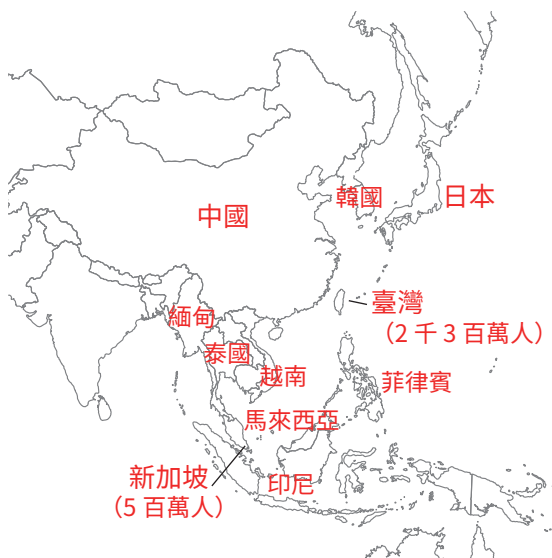 中國
韓國
日本
臺灣
（2 千 3 百萬人）
緬甸
泰國
越南
菲律賓
馬來西亞
新加坡
（5 百萬人）
印尼